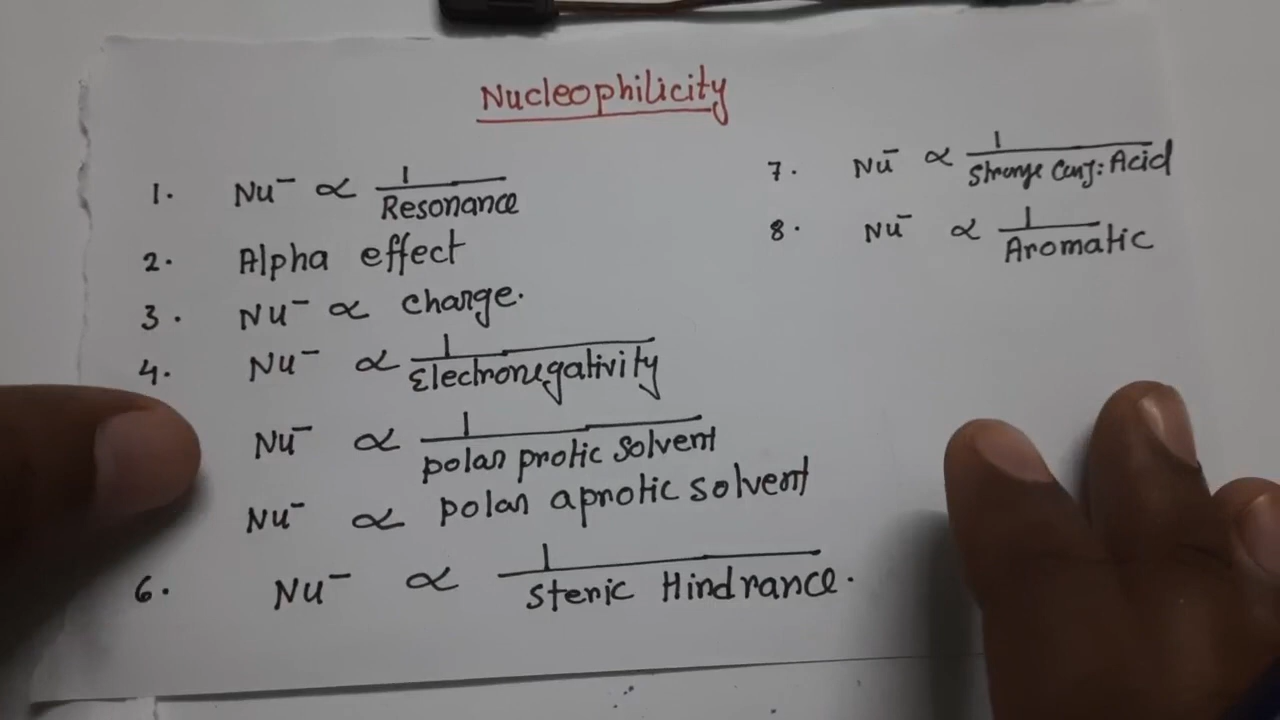 Nucleophilicity
1. Nu⁻ ∝ 1/Resonance
2. Alpha effect
3. Nu⁻ ∝ charge.
4. Nu⁻ ∝ 1/Electronegativity
Nu⁻ ∝ 1/polar protic solvent
Nu⁻ ∝ polar aprotic solvent
6. Nu⁻ ∝ 1/Steric Hindrance.
7. Nu⁻ ∝ 1/Stronge Conj: Acid
8. Nu⁻ ∝ 1/Aromatic